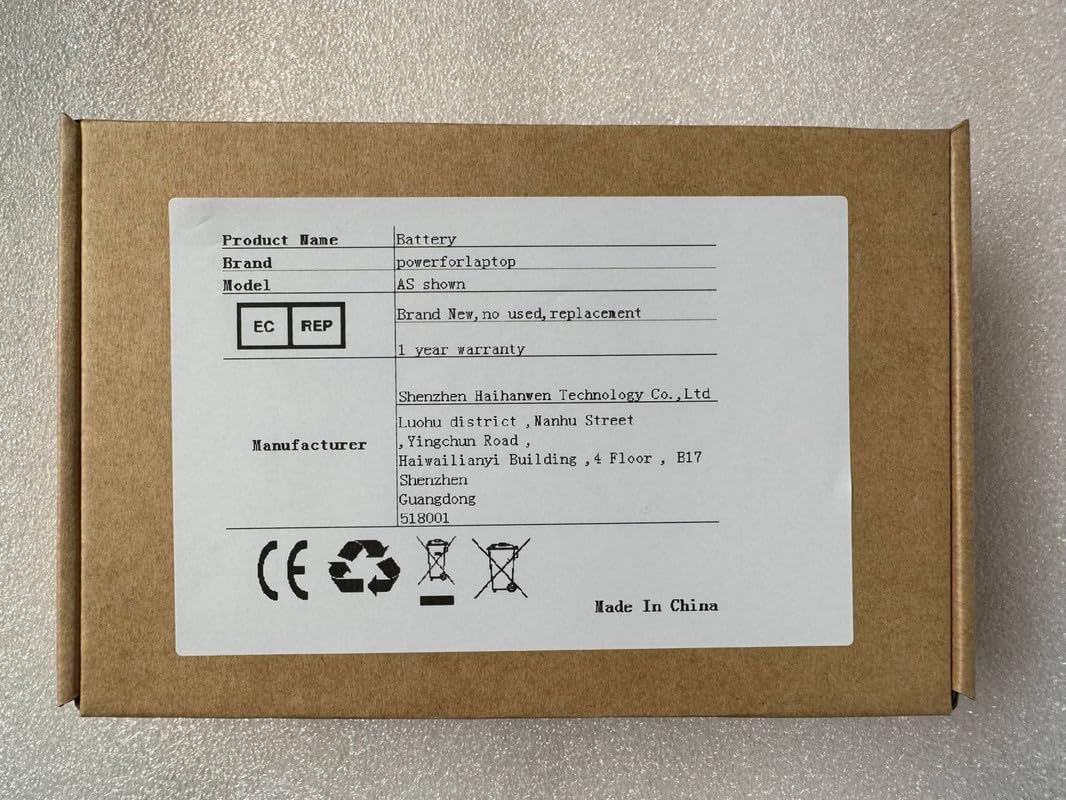 Product Name Battery
Brand powerforlaptop
Model AS shown
EC REP Brand New,no used,replacement
1 year warranty
Shenzhen Haihanwen Technology Co.,Ltd
Manufacturer
Luohu district ,Nanhu Street
,Yingchun Road ,
Haiwailianyi Building ,4 Floor , B17
Shenzhen
Guangdong
518001
CE
Made In China